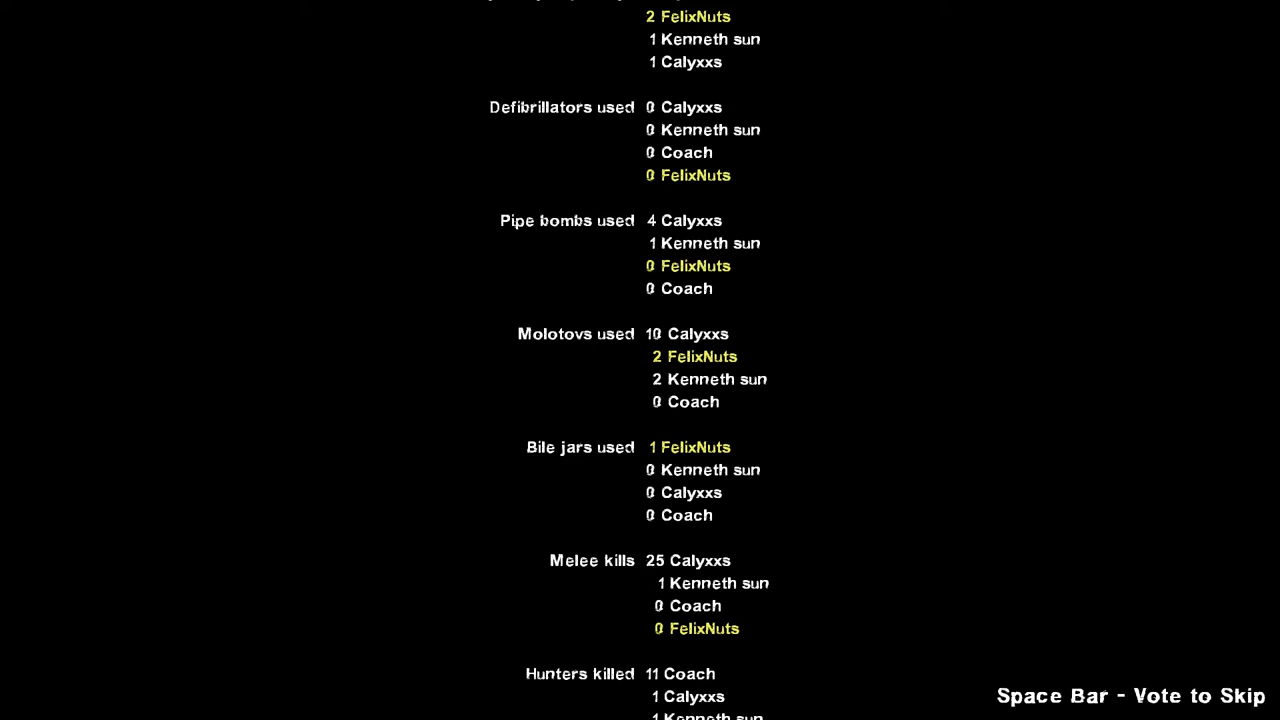 2 FelixNuts
1 Kenneth sun
1 Calyxxs
Defibrillators used 0 Calyxxs
0 Kenneth sun
0 Coach
0 FelixNuts
Pipe bombs used 4 Calyxxs
1 Kenneth sun
0 FelixNuts
0 Coach
Molotovs used 10 Calyxxs
2 FelixNuts
2 Kenneth sun
0 Coach
Bile jars used 1 FelixNuts
0 Kenneth sun
0 Calyxxs
0 Coach
Melee kills 25 Calyxxs
1 Kenneth sun
0 Coach
0 FelixNuts
Hunters killed 11 Coach
1 Calyxxs
1 Kenneth sun
Space Bar - Vote to Skip